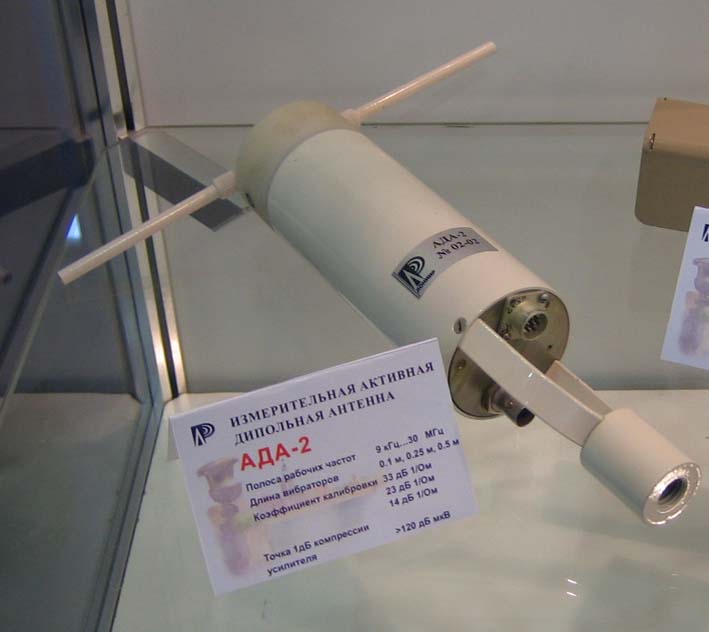 АДА-2
№ 02-02
ИЗМЕРИТЕЛЬНАЯ АКТИВНАЯ
ДИПОЛЬНАЯ АНТЕННА
АДА-2
Полоса рабочих частот 9 кГц...30 МГц
Длина вибраторов 0.1 м, 0.25 м, 0.5 м
Коэффициент калибровки 33 дБ 1/Ом
23 дБ 1/Ом
14 дБ 1/Ом
Точка 1дБ компрессии >120 дБ мкВ
усилителя